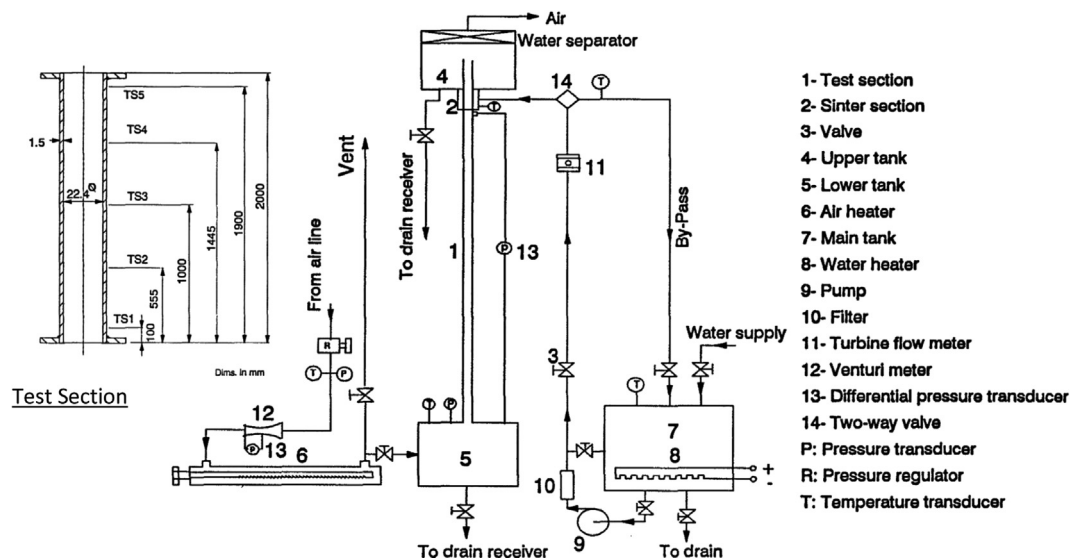 TS5
TS4
1.5
22.4ø
TS3
TS2
TS1
100
555
1000
1445
1900
2000
Dims. in mm
Test Section
Air
Water separator
4
2
T
14
T
11
Vent
To drain receiver
1
P
13
By-Pass
From air line
R
T
P
12
P
13
6
T
P
5
To drain receiver
3
Water supply
T
7
8
+
-
10
9
To drain
1- Test section
2- Sinter section
3- Valve
4- Upper tank
5- Lower tank
6- Air heater
7- Main tank
8- Water heater
9- Pump
10- Filter
11- Turbine flow meter
12- Venturi meter
13- Differential pressure transducer
14- Two-way valve
P: Pressure transducer
R: Pressure regulator
T: Temperature transducer